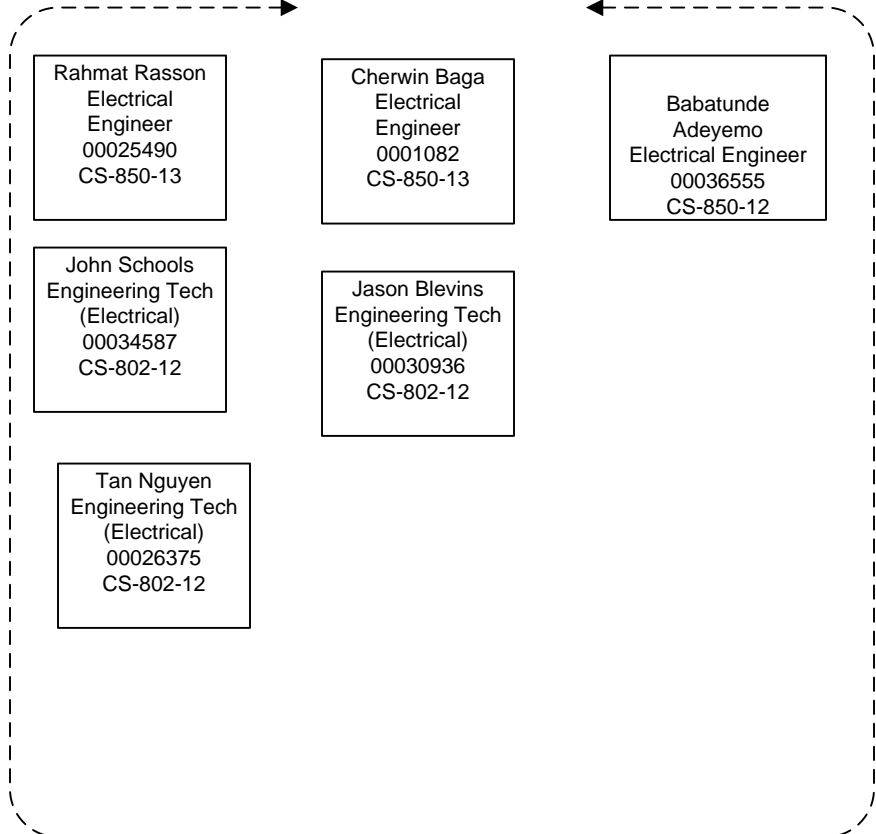 Rahmat Rasson
Electrical
Engineer
00025490
CS-850-13
Cherwin Baga
Electrical
Engineer
0001082
CS-850-13
Babatunde
Adeyemo
Electrical Engineer
00036555
CS-850-12
John Schools
Engineering Tech
(Electrical)
00034587
CS-802-12
Jason Blevins
Engineering Tech
(Electrical)
00030936
CS-802-12
Tan Nguyen
Engineering Tech
(Electrical)
00026375
CS-802-12